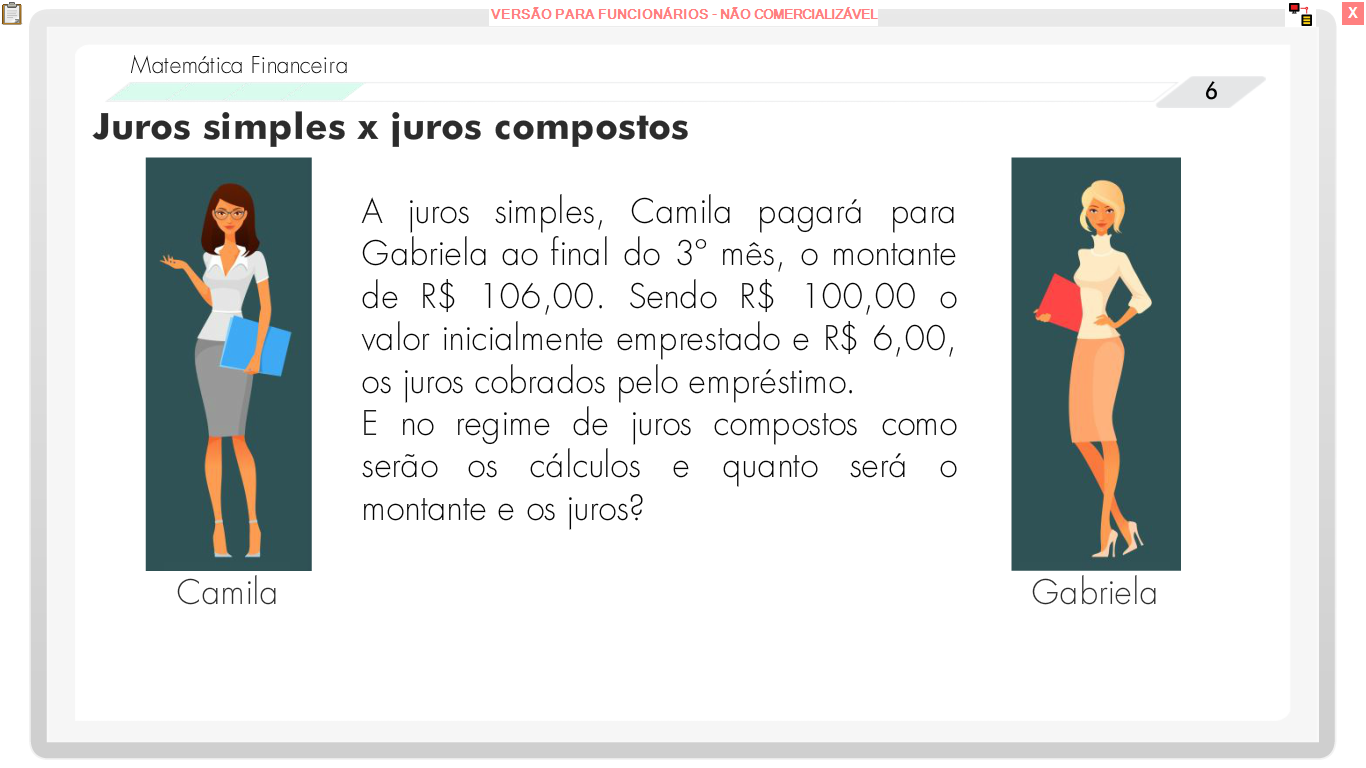 VERSÃO PARA FUNCIONÁRIOS - NÃO COMERCIALIZÁVEL
X
Matemática Financeira
6
Juros simples x juros compostos
A juros simples, Camila pagará para
Gabriela ao final do 3º mês, o montante
de R$ 106,00. Sendo R$ 100,00 o
valor inicialmente emprestado e R$ 6,00,
os juros cobrados pelo empréstimo.
E no regime de juros compostos como
serão os cálculos e quanto será o
montante e os juros?
Camila
Gabriela